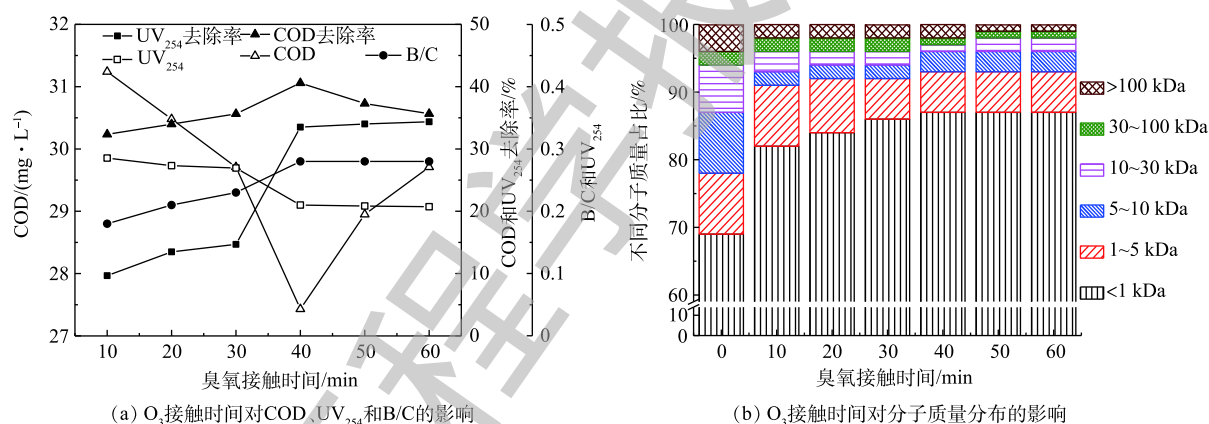 32
31
30
29
28
27
COD/(mg·L⁻¹)
UV₂₅₄去除率
COD去除率
UV₂₅₄
COD
B/C
50
40
30
20
10
0
COD和UV₂₅₄去除率/%
0.5
0.4
0.3
0.2
0.1
0
B/C和UV₂₅₄
10 20 30 40 50 60
臭氧接触时间/min
(a) O₃接触时间对COD、UV₂₅₄和B/C的影响
100
90
80
70
60
10
0
不同分子质量占比/%
>100 kDa
30~100 kDa
10~30 kDa
5~10 kDa
1~5 kDa
<1 kDa
0 10 20 30 40 50 60
臭氧接触时间/min
(b) O₃接触时间对分子质量分布的影响
程学报